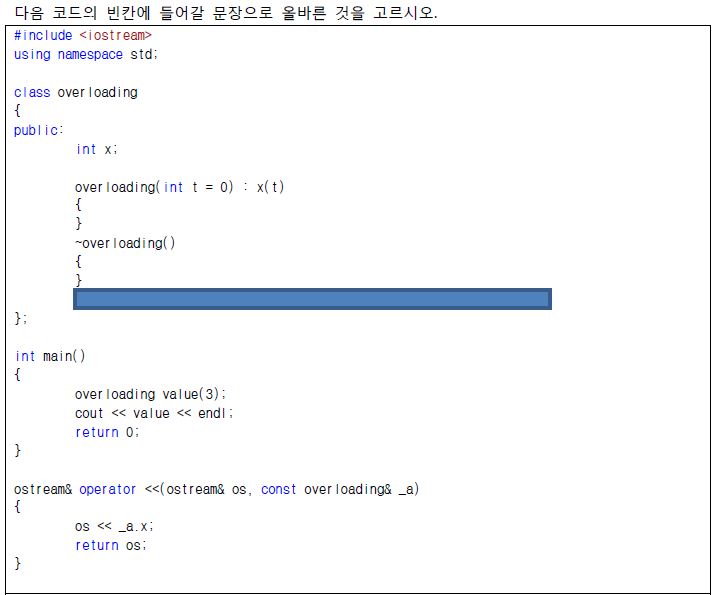 다음 코드의 빈칸에 들어갈 문장으로 올바른 것을 고르시오.
#include <iostream>
using namespace std;
class overloading
{
public:
int x;
overloading(int t = 0) : x(t)
{
}
~overloading()
{
}
};
int main()
{
overloading value(3);
cout << value << endl;
return 0;
}
ostream& operator <<(ostream& os, const overloading& _a)
{
os << _a.x;
return os;
}